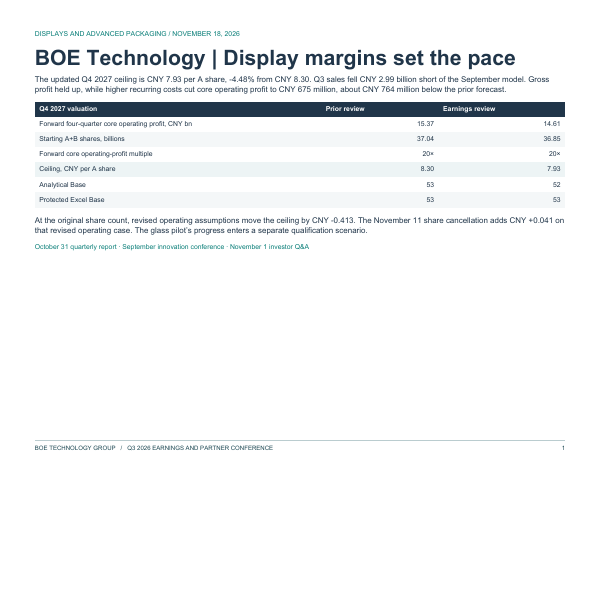 DISPLAYS AND ADVANCED PACKAGING / NOVEMBER 18, 2026
BOE Technology | Display margins set the pace
The updated Q4 2027 ceiling is CNY 7.93 per A share, -4.48% from CNY 8.30. Q3 sales fell CNY 2.99 billion short of the September model. Gross
profit held up, while higher recurring costs cut core operating profit to CNY 675 million, about CNY 764 million below the prior forecast.
Q4 2027 valuation Prior review Earnings review
Forward four-quarter core operating profit, CNY bn 15.37 14.61
Starting A+B shares, billions 37.04 36.85
Forward core operating-profit multiple 20× 20×
Ceiling, CNY per A share 8.30 7.93
Analytical Base 53 52
Protected Excel Base 53 53
At the original share count, revised operating assumptions move the ceiling by CNY -0.413. The November 11 share cancellation adds CNY +0.041 on
that revised operating case. The glass pilot's progress enters a separate qualification scenario.
October 31 quarterly report · September innovation conference · November 1 investor Q&A
BOE TECHNOLOGY GROUP / Q3 2026 EARNINGS AND PARTNER CONFERENCE 1